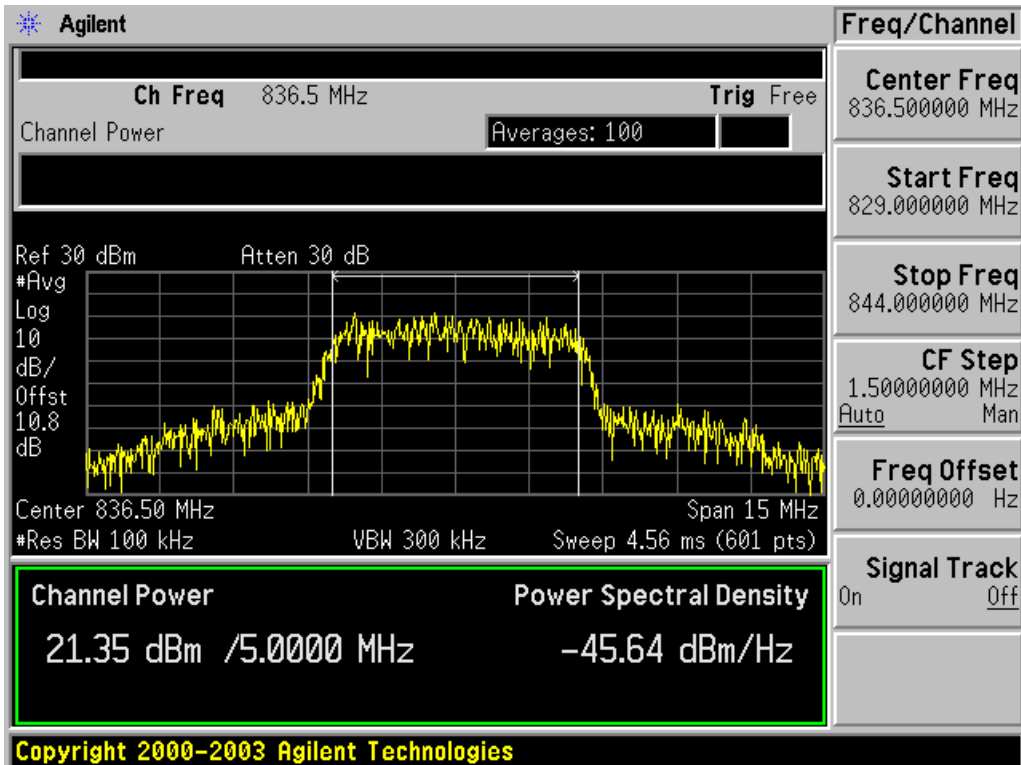 Agilent
Freq/Channel
Ch Freq 836.5 MHz Trig Free
Channel Power Averages: 100
Ref 30 dBm Atten 30 dB
#Avg
Log
10
dB/
Offst
10.8
dB
Center 836.50 MHz Span 15 MHz
#Res BW 100 kHz VBW 300 kHz Sweep 4.56 ms (601 pts)
Channel Power Power Spectral Density
21.35 dBm /5.0000 MHz -45.64 dBm/Hz
Center Freq
836.500000 MHz
Start Freq
829.000000 MHz
Stop Freq
844.000000 MHz
CF Step
1.50000000 MHz
Auto Man
Freq Offset
0.00000000 Hz
Signal Track
On Off
Copyright 2000-2003 Agilent Technologies